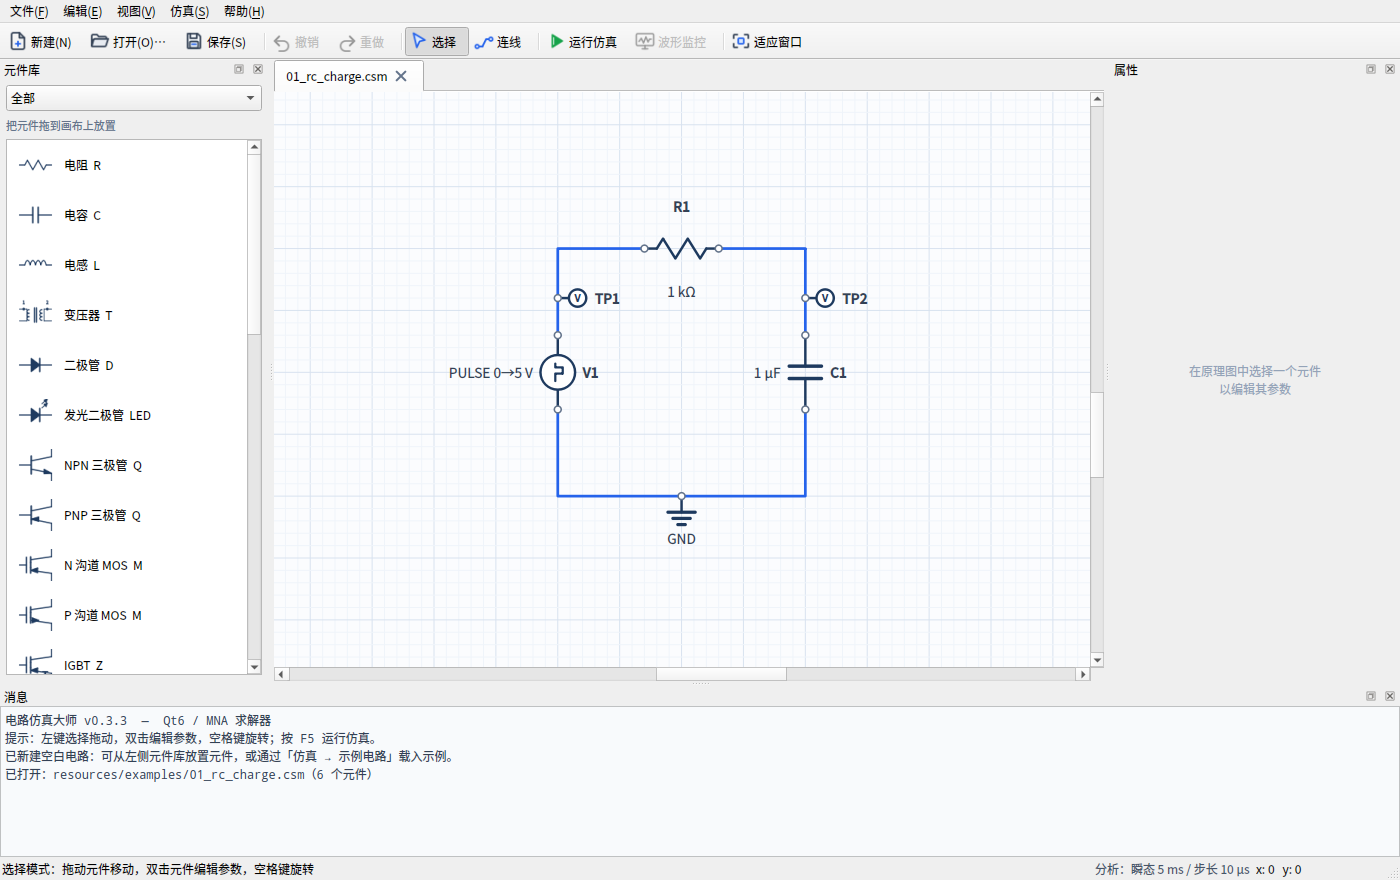 文件(F) 编辑(E) 视图(V) 仿真(S) 帮助(H)
新建(N) 打开(O)··· 保存(S) 撤销 重做 选择 连线 运行仿真 波形监控 适应窗口
元件库
全部
把元件拖到画布上放置
电阻 R
电容 C
电感 L
变压器 T
二极管 D
发光二极管 LED
NPN 三极管 Q
PNP 三极管 Q
N 沟道 MOS M
P 沟道 MOS M
IGBT Z
01_rc_charge.csm
R1
1 kΩ
TP1
TP2
PULSE 0→5 V
V1
1 µF
C1
GND
属性
在原理图中选择一个元件
以编辑其参数
消息
电路仿真大师 v0.3.3 — Qt6 / MNA 求解器
提示：左键选择拖动，双击编辑参数，空格键旋转；按 F5 运行仿真。
已新建空白电路：可从左侧元件库放置元件，或通过「仿真 → 示例电路」载入示例。
已打开：resources/examples/01_rc_charge.csm（6 个元件）
选择模式：拖动元件移动，双击元件编辑参数，空格键旋转
分析：瞬态 5 ms / 步长 10 µs x: 0 y: 0